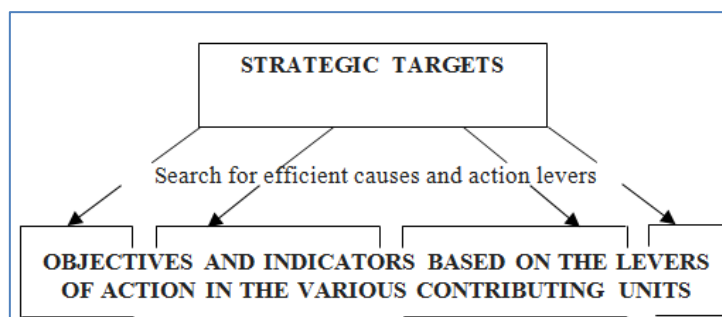 STRATEGIC TARGETS
Search for efficient causes and action levers
OBJECTIVES AND INDICATORS BASED ON THE LEVERS
OF ACTION IN THE VARIOUS CONTRIBUTING UNITS